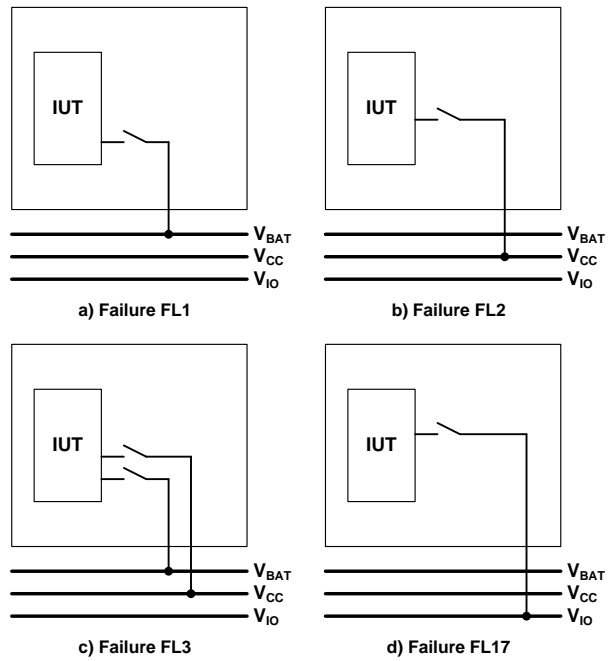 IUT
IUT
VBAT
VCC
VIO
VBAT
VCC
VIO
a) Failure FL1
b) Failure FL2
IUT
IUT
VBAT
VCC
VIO
VBAT
VCC
VIO
c) Failure FL3
d) Failure FL17